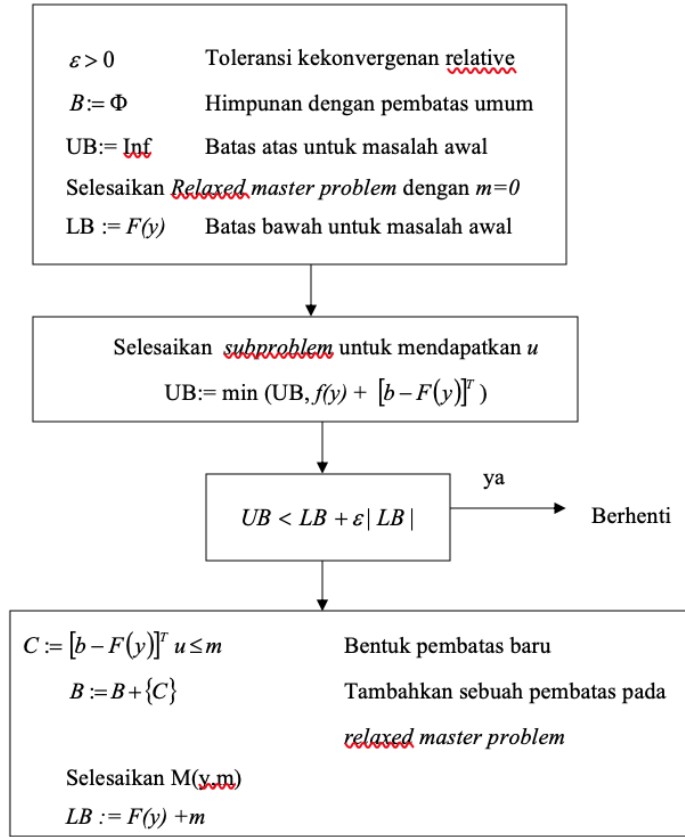 ε > 0 Toleransi kekonvergenan relative
B:= Φ Himpunan dengan pembatas umum
UB:= Inf Batas atas untuk masalah awal
Selesaikan Relaxed master problem dengan m=0
LB := F(y) Batas bawah untuk masalah awal
Selesaikan subproblem untuk mendapatkan u
UB:= min (UB, f(y) + [b – F(y)]ᵀ )
ya
UB < LB + ε| LB |
Berhenti
C := [b – F(y)]ᵀ u ≤ m Bentuk pembatas baru
B := B + {C} Tambahkan sebuah pembatas pada
relaxed master problem
Selesaikan M(y,m)
LB := F(y) +m